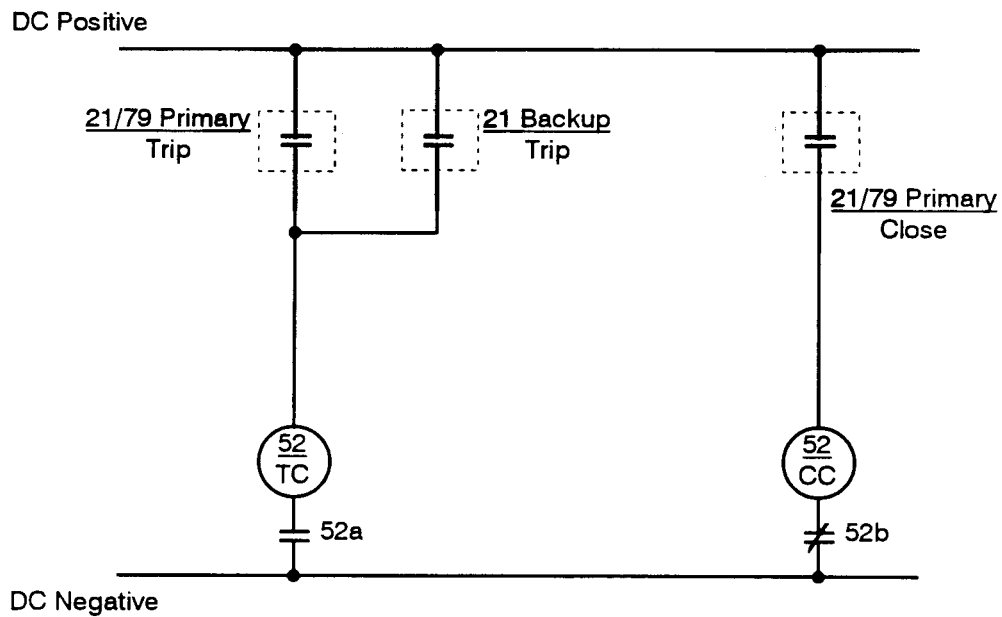 DC Positive
21/79 Primary
Trip
21 Backup
Trip
21/79 Primary
Close
52
TC
52
CC
52a
52b
DC Negative